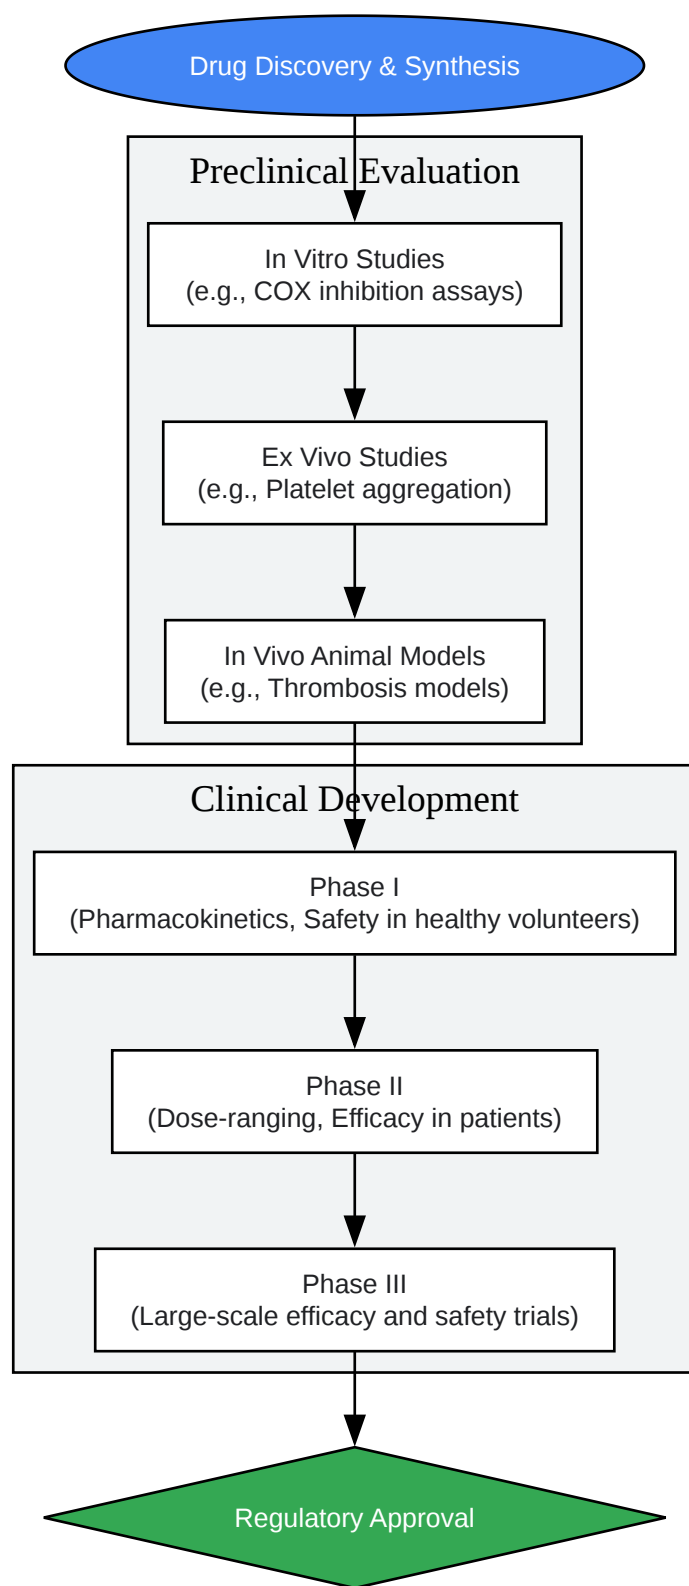 Drug Discovery & Synthesis
Preclinical Evaluation
In Vitro Studies
(e.g., COX inhibition assays)
Ex Vivo Studies
(e.g., Platelet aggregation)
In Vivo Animal Models
(e.g., Thrombosis models)
Clinical Development
Phase I
(Pharmacokinetics, Safety in healthy volunteers)
Phase II
(Dose-ranging, Efficacy in patients)
Phase III
(Large-scale efficacy and safety trials)
Regulatory Approval